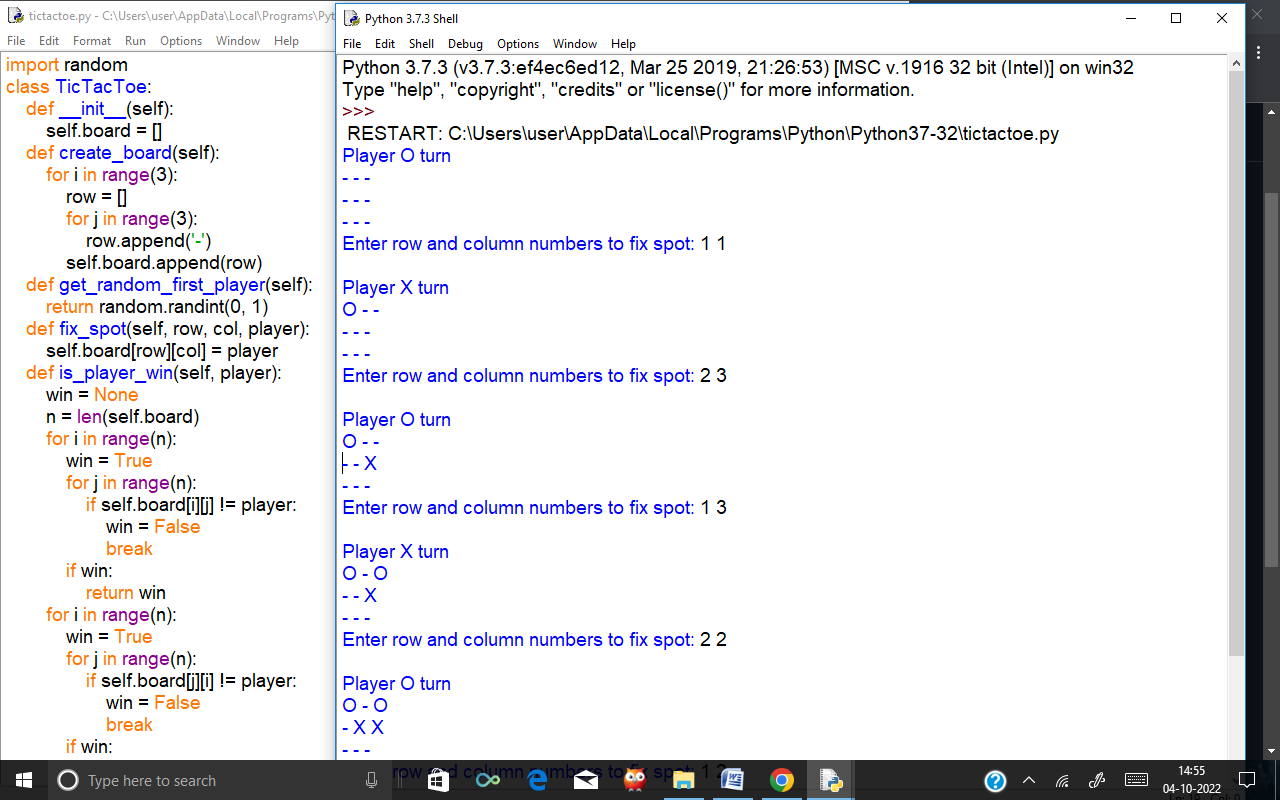 tictactoe.py - C:\Users\user\AppData\Local\Programs\Pyt
File Edit Format Run Options Window Help
import random
class TicTacToe:
    def __init__(self):
        self.board = []
    def create_board(self):
        for i in range(3):
            row = []
            for j in range(3):
                row.append('-')
            self.board.append(row)
    def get_random_first_player(self):
        return random.randint(0, 1)
    def fix_spot(self, row, col, player):
        self.board[row][col] = player
    def is_player_win(self, player):
        win = None
        n = len(self.board)
        for i in range(n):
            win = True
            for j in range(n):
                if self.board[i][j] != player:
                    win = False
                    break
            if win:
                return win
        for i in range(n):
            win = True
            for j in range(n):
                if self.board[j][i] != player:
                    win = False
                    break
            if win:
Python 3.7.3 Shell
File Edit Shell Debug Options Window Help
Python 3.7.3 (v3.7.3:ef4ec6ed12, Mar 25 2019, 21:26:53) [MSC v.1916 32 bit (Intel)] on win32
Type "help", "copyright", "credits" or "license()" for more information.
>>>
 RESTART: C:\Users\user\AppData\Local\Programs\Python\Python37-32\tictactoe.py
Player O turn
- - -
- - -
- - -
Enter row and column numbers to fix spot: 1 1

Player X turn
O - -
- - -
- - -
Enter row and column numbers to fix spot: 2 3

Player O turn
O - -
- - X
- - -
Enter row and column numbers to fix spot: 1 3

Player X turn
O - O
- - X
- - -
Enter row and column numbers to fix spot: 2 2

Player O turn
O - O
- X X
- - -
row and column numbers to fix spot: 1 2
Type here to search
14:55
04-10-2022